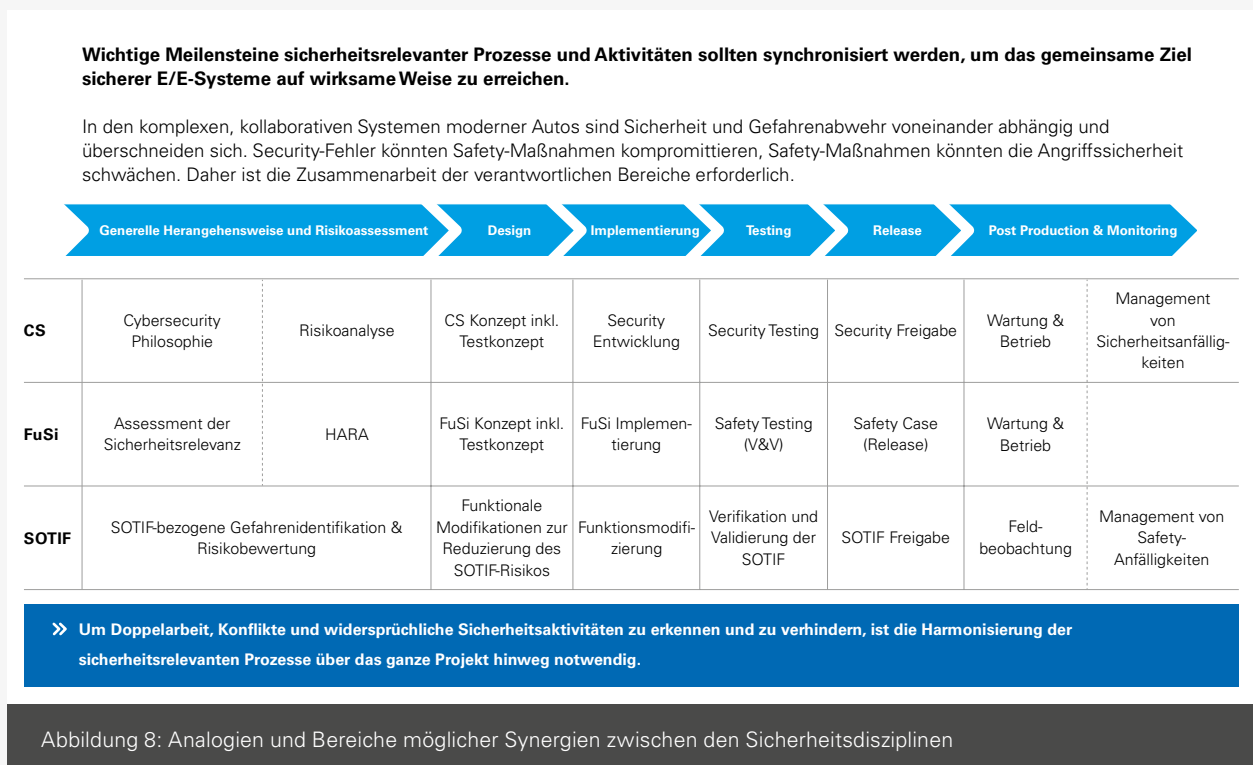 Wichtige Meilensteine sicherheitsrelevanter Prozesse und Aktivitäten sollten synchronisiert werden, um das gemeinsame Ziel
sicherer E/E-Systeme auf wirksame Weise zu erreichen.
In den komplexen, kollaborativen Systemen moderner Autos sind Sicherheit und Gefahrenabwehr voneinander abhängig und
überschneiden sich. Security-Fehler könnten Safety-Maßnahmen kompromittieren, Safety-Maßnahmen könnten die Angriffssicherheit
schwächen. Daher ist die Zusammenarbeit der verantwortlichen Bereiche erforderlich.
Generelle Herangehensweise und Risikoassessment
Design
Implementierung
Testing
Release
Post Production & Monitoring
CS
Cybersecurity
Philosophie
Risikoanalyse
CS Konzept inkl.
Testkonzept
Security
Entwicklung
Security Testing
Security Freigabe
Wartung &
Betrieb
Management
von
Sicherheitsanfällig-
keiten
FuSi
Assessment der
Sicherheitsrelevanz
HARA
FuSi Konzept inkl.
Testkonzept
FuSi Implemen-
tierung
Safety Testing
(V&V)
Safety Case
(Release)
Wartung &
Betrieb
SOTIF
SOTIF-bezogene Gefahrenidentifikation &
Risikobewertung
Funktionale
Modifikationen zur
Reduzierung des
SOTIF-Risikos
Funktionsmodifi-
zierung
Verifikation und
Validierung der
SOTIF
SOTIF Freigabe
Feld-
beobachtung
Management von
Safety-
Anfälligkeiten
» Um Doppelarbeit, Konflikte und widersprüchliche Sicherheitsaktivitäten zu erkennen und zu verhindern, ist die Harmonisierung der
sicherheitsrelevanten Prozesse über das ganze Projekt hinweg notwendig.
Abbildung 8: Analogien und Bereiche möglicher Synergien zwischen den Sicherheitsdisziplinen